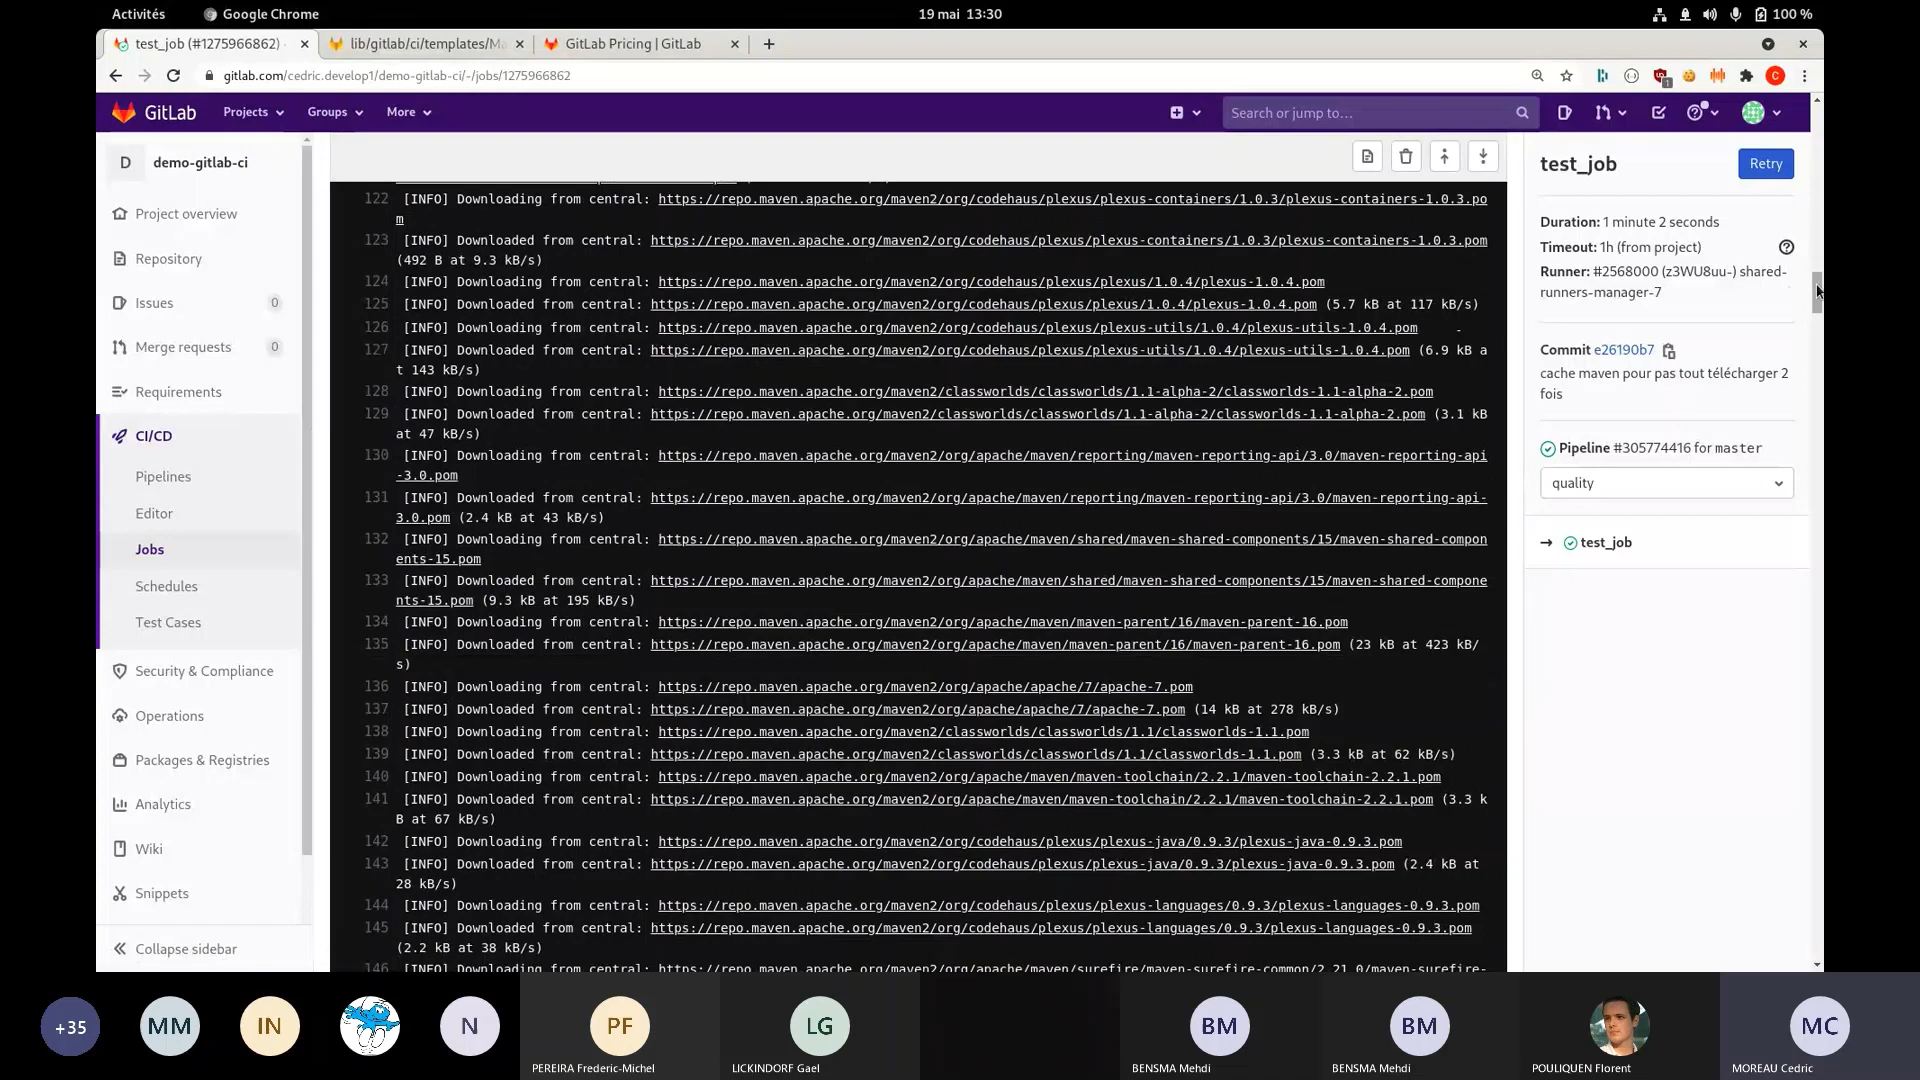 Activités
Google Chrome
19 mai 13:30
100 %
test_job (#1275966862)
lib/gitlab/ci/templates/Ma
GitLab Pricing | GitLab
gitlab.com/cedric.develop1/demo-gitlab-ci/-/jobs/1275966862
C
GitLab
Projects
Groups
More
Search or jump to…
D
demo-gitlab-ci
Project overview
Repository
Issues 0
Merge requests 0
Requirements
CI/CD
Pipelines
Editor
Jobs
Schedules
Test Cases
Security & Compliance
Operations
Packages & Registries
Analytics
Wiki
Snippets
Collapse sidebar
122 [INFO] Downloading from central: https://repo.maven.apache.org/maven2/org/codehaus/plexus/plexus-containers/1.0.3/plexus-containers-1.0.3.po
m
123 [INFO] Downloaded from central: https://repo.maven.apache.org/maven2/org/codehaus/plexus/plexus-containers/1.0.3/plexus-containers-1.0.3.pom
(492 B at 9.3 kB/s)
124 [INFO] Downloading from central: https://repo.maven.apache.org/maven2/org/codehaus/plexus/plexus/1.0.4/plexus-1.0.4.pom
125 [INFO] Downloaded from central: https://repo.maven.apache.org/maven2/org/codehaus/plexus/plexus/1.0.4/plexus-1.0.4.pom (5.7 kB at 117 kB/s)
126 [INFO] Downloading from central: https://repo.maven.apache.org/maven2/org/codehaus/plexus/plexus-utils/1.0.4/plexus-utils-1.0.4.pom
127 [INFO] Downloaded from central: https://repo.maven.apache.org/maven2/org/codehaus/plexus/plexus-utils/1.0.4/plexus-utils-1.0.4.pom (6.9 kB a
t 143 kB/s)
128 [INFO] Downloading from central: https://repo.maven.apache.org/maven2/classworlds/classworlds/1.1-alpha-2/classworlds-1.1-alpha-2.pom
129 [INFO] Downloaded from central: https://repo.maven.apache.org/maven2/classworlds/classworlds/1.1-alpha-2/classworlds-1.1-alpha-2.pom (3.1 kB
at 47 kB/s)
130 [INFO] Downloading from central: https://repo.maven.apache.org/maven2/org/apache/maven/reporting/maven-reporting-api/3.0/maven-reporting-api
-3.0.pom
131 [INFO] Downloaded from central: https://repo.maven.apache.org/maven2/org/apache/maven/reporting/maven-reporting-api/3.0/maven-reporting-api-
3.0.pom (2.4 kB at 43 kB/s)
132 [INFO] Downloading from central: https://repo.maven.apache.org/maven2/org/apache/maven/shared/maven-shared-components/15/maven-shared-compon
ents-15.pom
133 [INFO] Downloaded from central: https://repo.maven.apache.org/maven2/org/apache/maven/shared/maven-shared-components/15/maven-shared-compone
nts-15.pom (9.3 kB at 195 kB/s)
134 [INFO] Downloading from central: https://repo.maven.apache.org/maven2/org/apache/maven/maven-parent/16/maven-parent-16.pom
135 [INFO] Downloaded from central: https://repo.maven.apache.org/maven2/org/apache/maven/maven-parent/16/maven-parent-16.pom (23 kB at 423 kB/
s)
136 [INFO] Downloading from central: https://repo.maven.apache.org/maven2/org/apache/apache/7/apache-7.pom
137 [INFO] Downloaded from central: https://repo.maven.apache.org/maven2/org/apache/apache/7/apache-7.pom (14 kB at 278 kB/s)
138 [INFO] Downloading from central: https://repo.maven.apache.org/maven2/classworlds/classworlds/1.1/classworlds-1.1.pom
139 [INFO] Downloaded from central: https://repo.maven.apache.org/maven2/classworlds/classworlds/1.1/classworlds-1.1.pom (3.3 kB at 62 kB/s)
140 [INFO] Downloading from central: https://repo.maven.apache.org/maven2/org/apache/maven/maven-toolchain/2.2.1/maven-toolchain-2.2.1.pom
141 [INFO] Downloaded from central: https://repo.maven.apache.org/maven2/org/apache/maven/maven-toolchain/2.2.1/maven-toolchain-2.2.1.pom (3.3 k
B at 67 kB/s)
142 [INFO] Downloading from central: https://repo.maven.apache.org/maven2/org/codehaus/plexus/plexus-java/0.9.3/plexus-java-0.9.3.pom
143 [INFO] Downloaded from central: https://repo.maven.apache.org/maven2/org/codehaus/plexus/plexus-java/0.9.3/plexus-java-0.9.3.pom (2.4 kB at
28 kB/s)
144 [INFO] Downloading from central: https://repo.maven.apache.org/maven2/org/codehaus/plexus/plexus-languages/0.9.3/plexus-languages-0.9.3.pom
145 [INFO] Downloaded from central: https://repo.maven.apache.org/maven2/org/codehaus/plexus/plexus-languages/0.9.3/plexus-languages-0.9.3.pom
(2.2 kB at 38 kB/s)
146 [INFO] Downloading from central: https://repo.maven.apache.org/maven2/org/apache/maven/surefire/maven-surefire-common/2.21.0/maven-surefire-
test_job
Retry
Duration: 1 minute 2 seconds
Timeout: 1h (from project)
Runner: #2568000 (z3WU8uu-) shared-
runners-manager-7
Commit e26190b7
cache maven pour pas tout télécharger 2
fois
Pipeline #305774416 for master
quality
→ test_job
+35
MM
IN
N
PF
PEREIRA Frederic-Michel
LG
LICKINDORF Gael
BM
BENSMA Mehdi
BM
BENSMA Mehdi
POULIQUEN Florent
MC
MOREAU Cedric